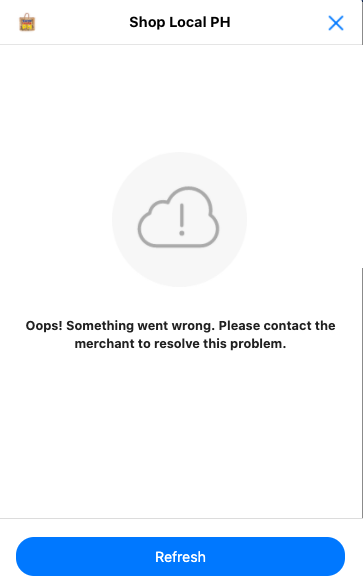 Shop Local PH
Oops! Something went wrong. Please contact the
merchant to resolve this problem.
Refresh